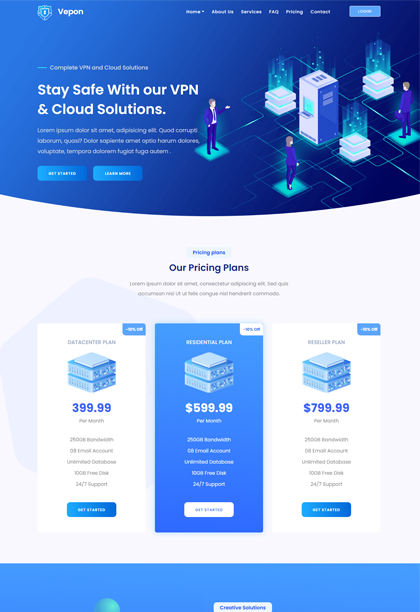 Vepon
Home About Us Services FAQ Pricing Contact LOGIN
Complete VPN and Cloud Solutions
Stay Safe With our VPN
& Cloud Solutions.
Lorem ipsum dolor sit amet, adipisicing elit. Quod corrupti
laborum, quasi? Dolor sapiente amet optio harum dolores,
voluptate, tempora dolorem fugiat fuga autem .
GET STARTED LEARN MORE
Pricing plans
Our Pricing Plans
Lorem ipsum dolor sit amet, consectetur adipiscing elit. Sed quis
accumsan nisi Ut ut felis congue nisl hendrerit commodo.
-10% Off
DATACENTER PLAN
399.99
Per Month
250GB Bandwidth
08 Email Account
Unlimited Database
10GB Free Disk
24/7 Support
GET STARTED
-10% Off
RESIDENTIAL PLAN
$599.99
Per Month
250GB Bandwidth
08 Email Account
Unlimited Database
10GB Free Disk
24/7 Support
GET STARTED
-10% Off
RESELLER PLAN
$799.99
Per Month
250GB Bandwidth
08 Email Account
Unlimited Database
10GB Free Disk
24/7 Support
GET STARTED
Creative Solutions